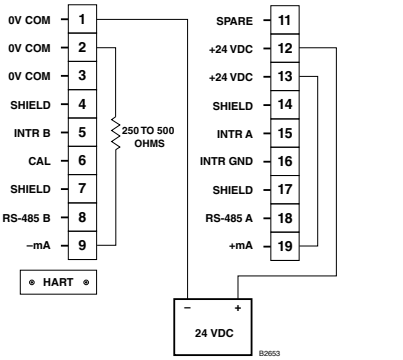 0V COM 1
0V COM 2
0V COM 3
SHIELD 4
INTR B 5
CAL 6
SHIELD 7
RS-485 B 8
–mA 9
250 TO 500
OHMS
HART
SPARE 11
+24 VDC 12
+24 VDC 13
SHIELD 14
INTR A 15
INTR GND 16
SHIELD 17
RS-485 A 18
+mA 19
– +
24 VDC
B2653